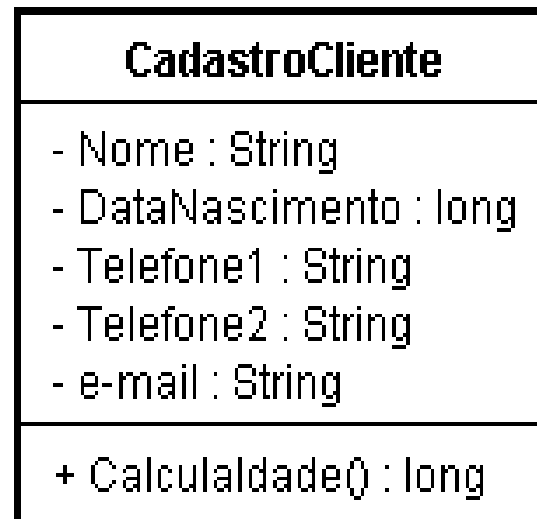 CadastroCliente
- Nome : String
- DataNascimento : long
- Telefone1 : String
- Telefone2 : String
- e-mail : String
+ CalculaIdade() : long